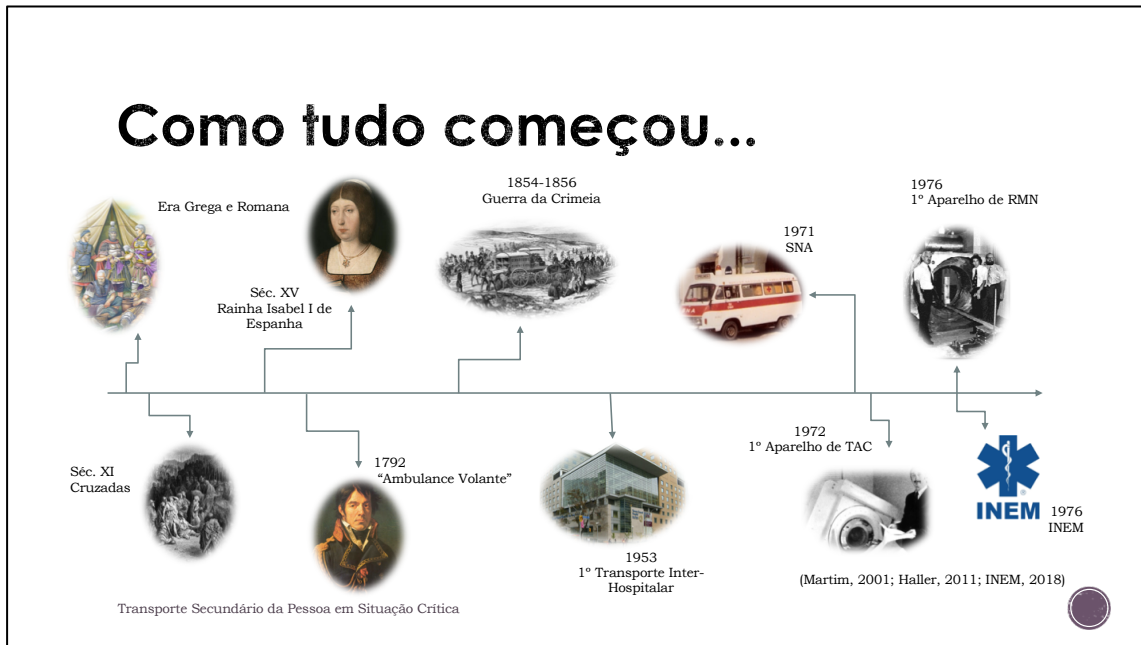 Como tudo começou...
Era Grega e Romana
Séc. XV
Rainha Isabel I de
Espanha
1854-1856
Guerra da Crimeia
1971
SNA
1976
1º Aparelho de RMN
Séc. XI
Cruzadas
1792
“Ambulance Volante”
1953
1º Transporte Inter-
Hospitalar
1972
1º Aparelho de TAC
INEM
®
1976
INEM
(Martim, 2001; Haller, 2011; INEM, 2018)
Transporte Secundário da Pessoa em Situação Crítica